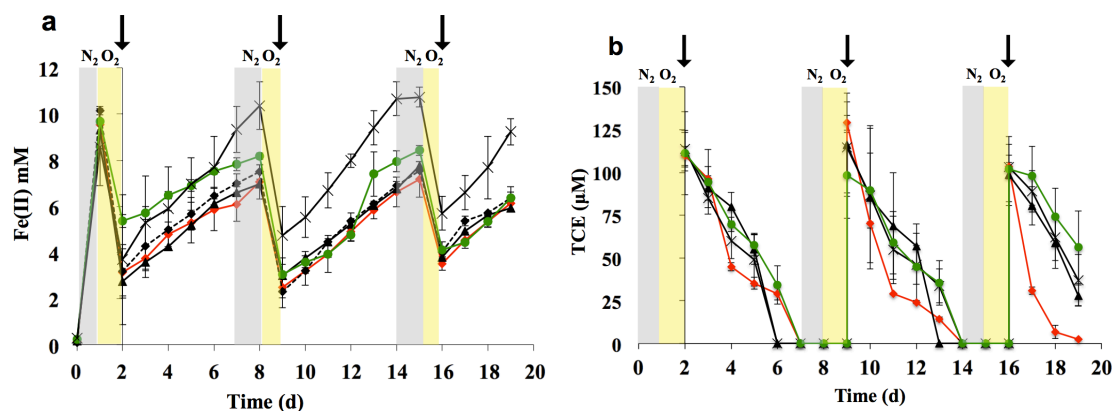 a
N₂ O₂ N₂ O₂ N₂ O₂
Fe(II) mM
12
10
8
6
4
2
0
0 2 4 6 8 10 12 14 16 18 20
Time (d)
b
N₂ O₂ N₂ O₂ N₂ O₂
TCE (µM)
150
125
100
75
50
25
0
0 2 4 6 8 10 12 14 16 18 20
Time (d)